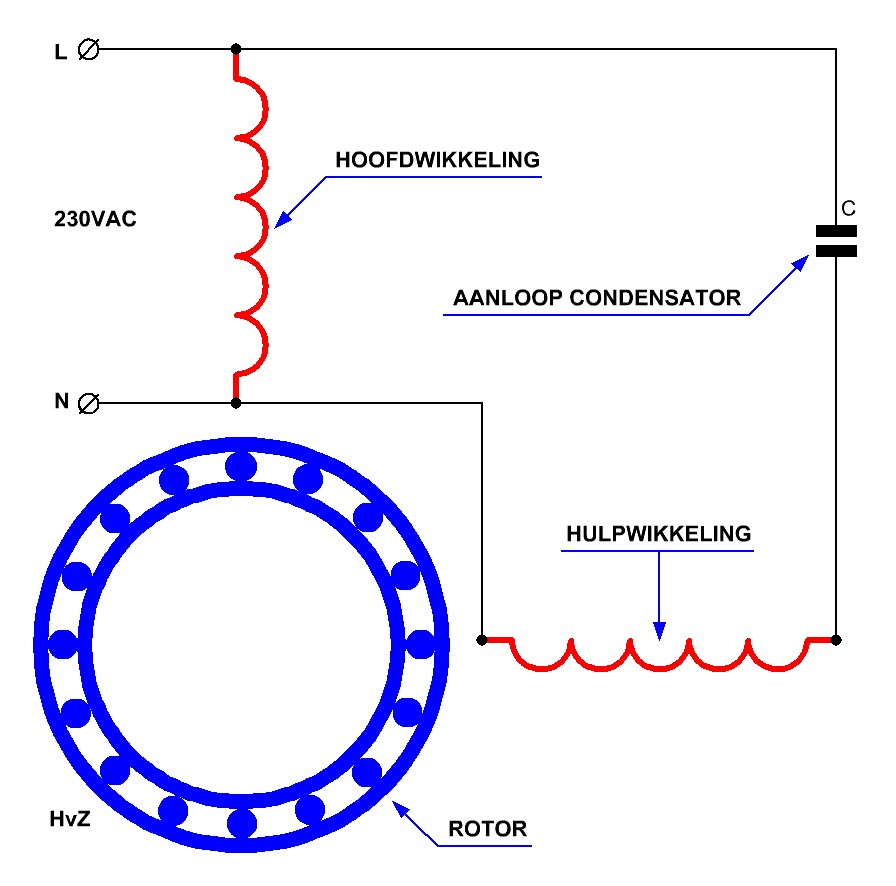 L
HOOFDWIKKELING
230VAC
C
AANLOOP CONDENSATOR
N
HULPWIKKELING
HvZ
ROTOR